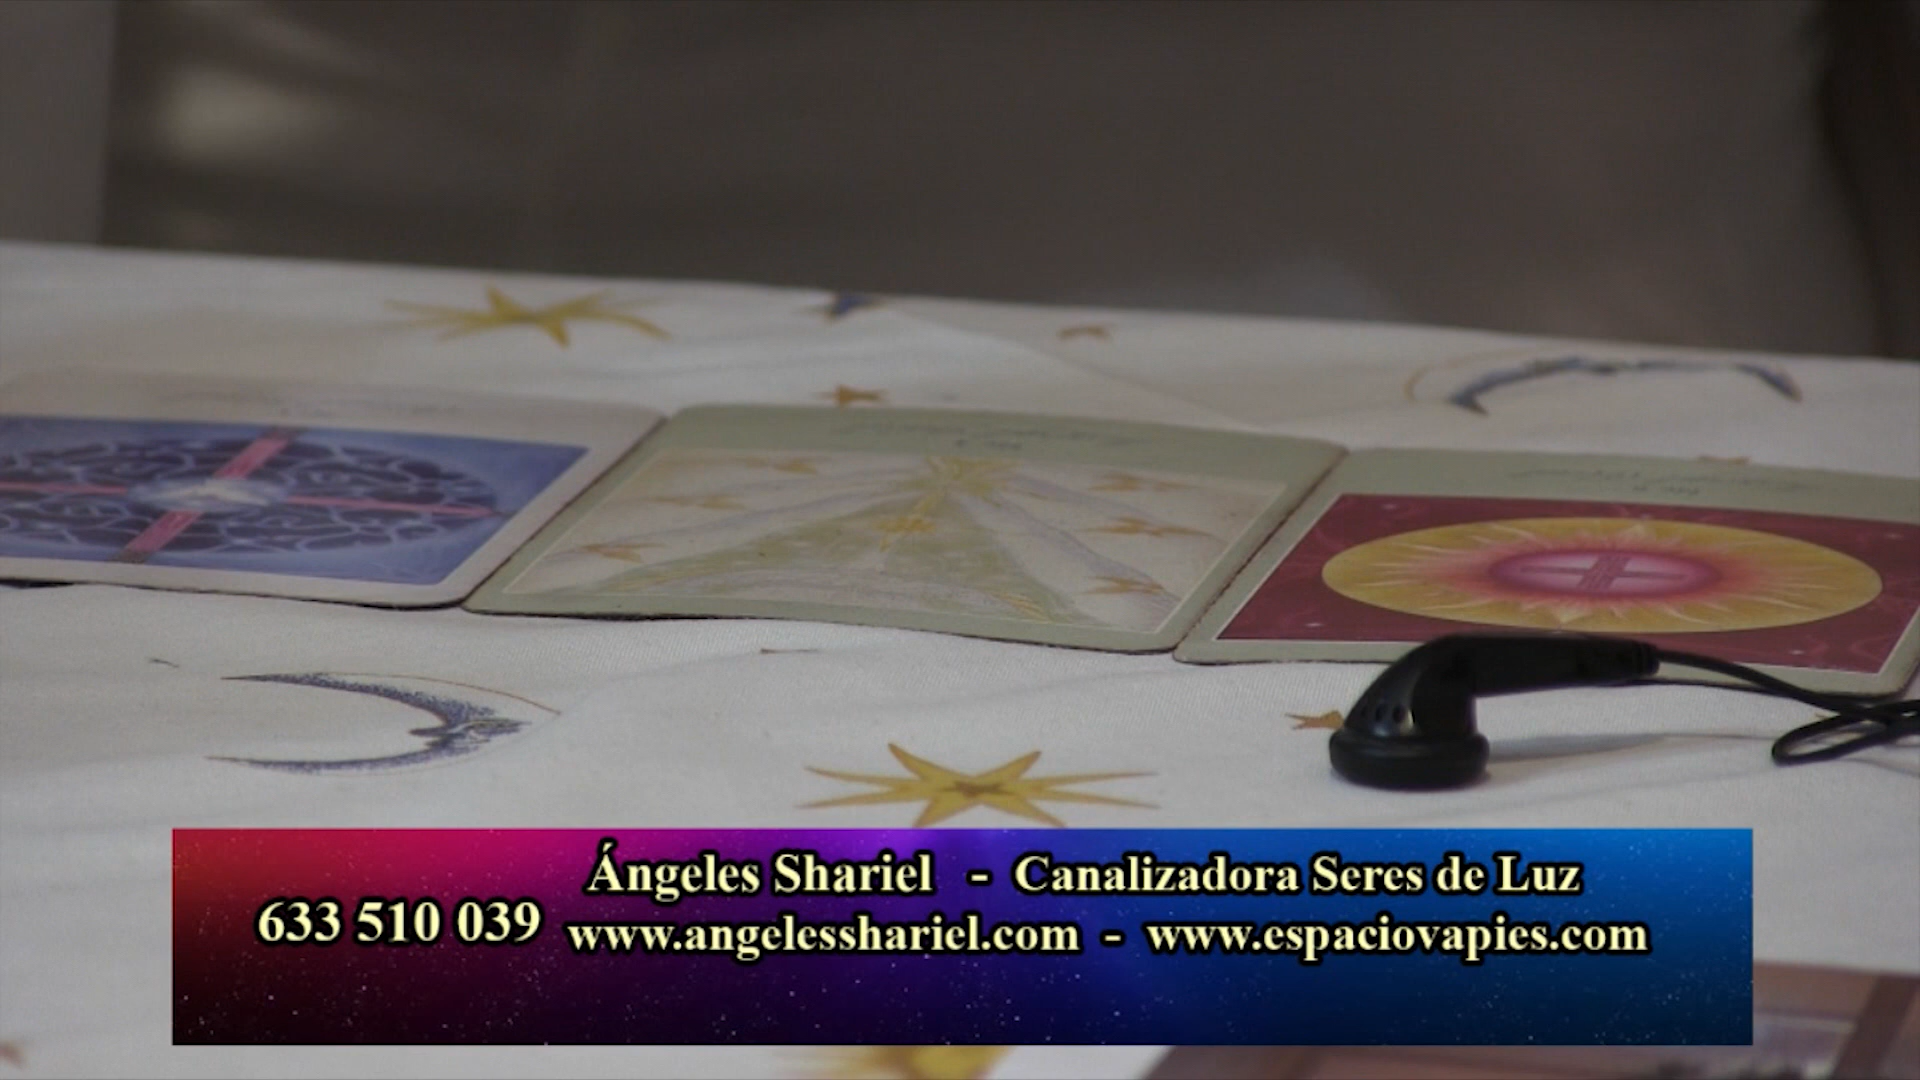 Ángeles Shariel - Canalizadora Seres de Luz
633 510 039
www.angelesshariel.com - www.espaciovapies.com